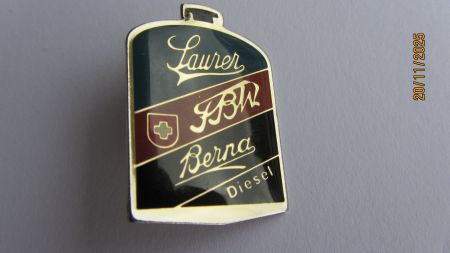 Saurer
FBW
Berna
Diesel
20/11/2025